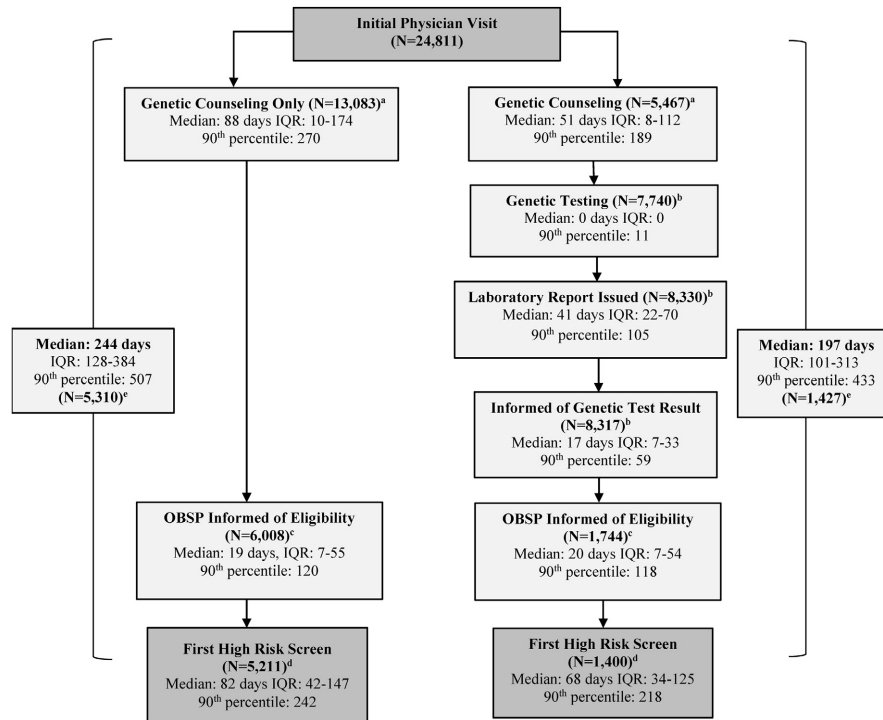 Initial Physician Visit
(N=24,811)
Genetic Counseling Only (N=13,083)ᵃ
Median: 88 days IQR: 10-174
90ᵗʰ percentile: 270
Genetic Counseling (N=5,467)ᵃ
Median: 51 days IQR: 8-112
90ᵗʰ percentile: 189
Genetic Testing (N=7,740)ᵇ
Median: 0 days IQR: 0
90ᵗʰ percentile: 11
Laboratory Report Issued (N=8,330)ᵇ
Median: 41 days IQR: 22-70
90ᵗʰ percentile: 105
Median: 244 days
IQR: 128-384
90ᵗʰ percentile: 507
(N=5,310)ᵉ
Median: 197 days
IQR: 101-313
90ᵗʰ percentile: 433
(N=1,427)ᵉ
Informed of Genetic Test Result
(N=8,317)ᵇ
Median: 17 days IQR: 7-33
90ᵗʰ percentile: 59
OBSP Informed of Eligibility
(N=6,008)ᶜ
Median: 19 days, IQR: 7-55
90ᵗʰ percentile: 120
OBSP Informed of Eligibility
(N=1,744)ᶜ
Median: 20 days IQR: 7-54
90ᵗʰ percentile: 118
First High Risk Screen
(N=5,211)ᵈ
Median: 82 days IQR: 42-147
90ᵗʰ percentile: 242
First High Risk Screen
(N=1,400)ᵈ
Median: 68 days IQR: 34-125
90ᵗʰ percentile: 218